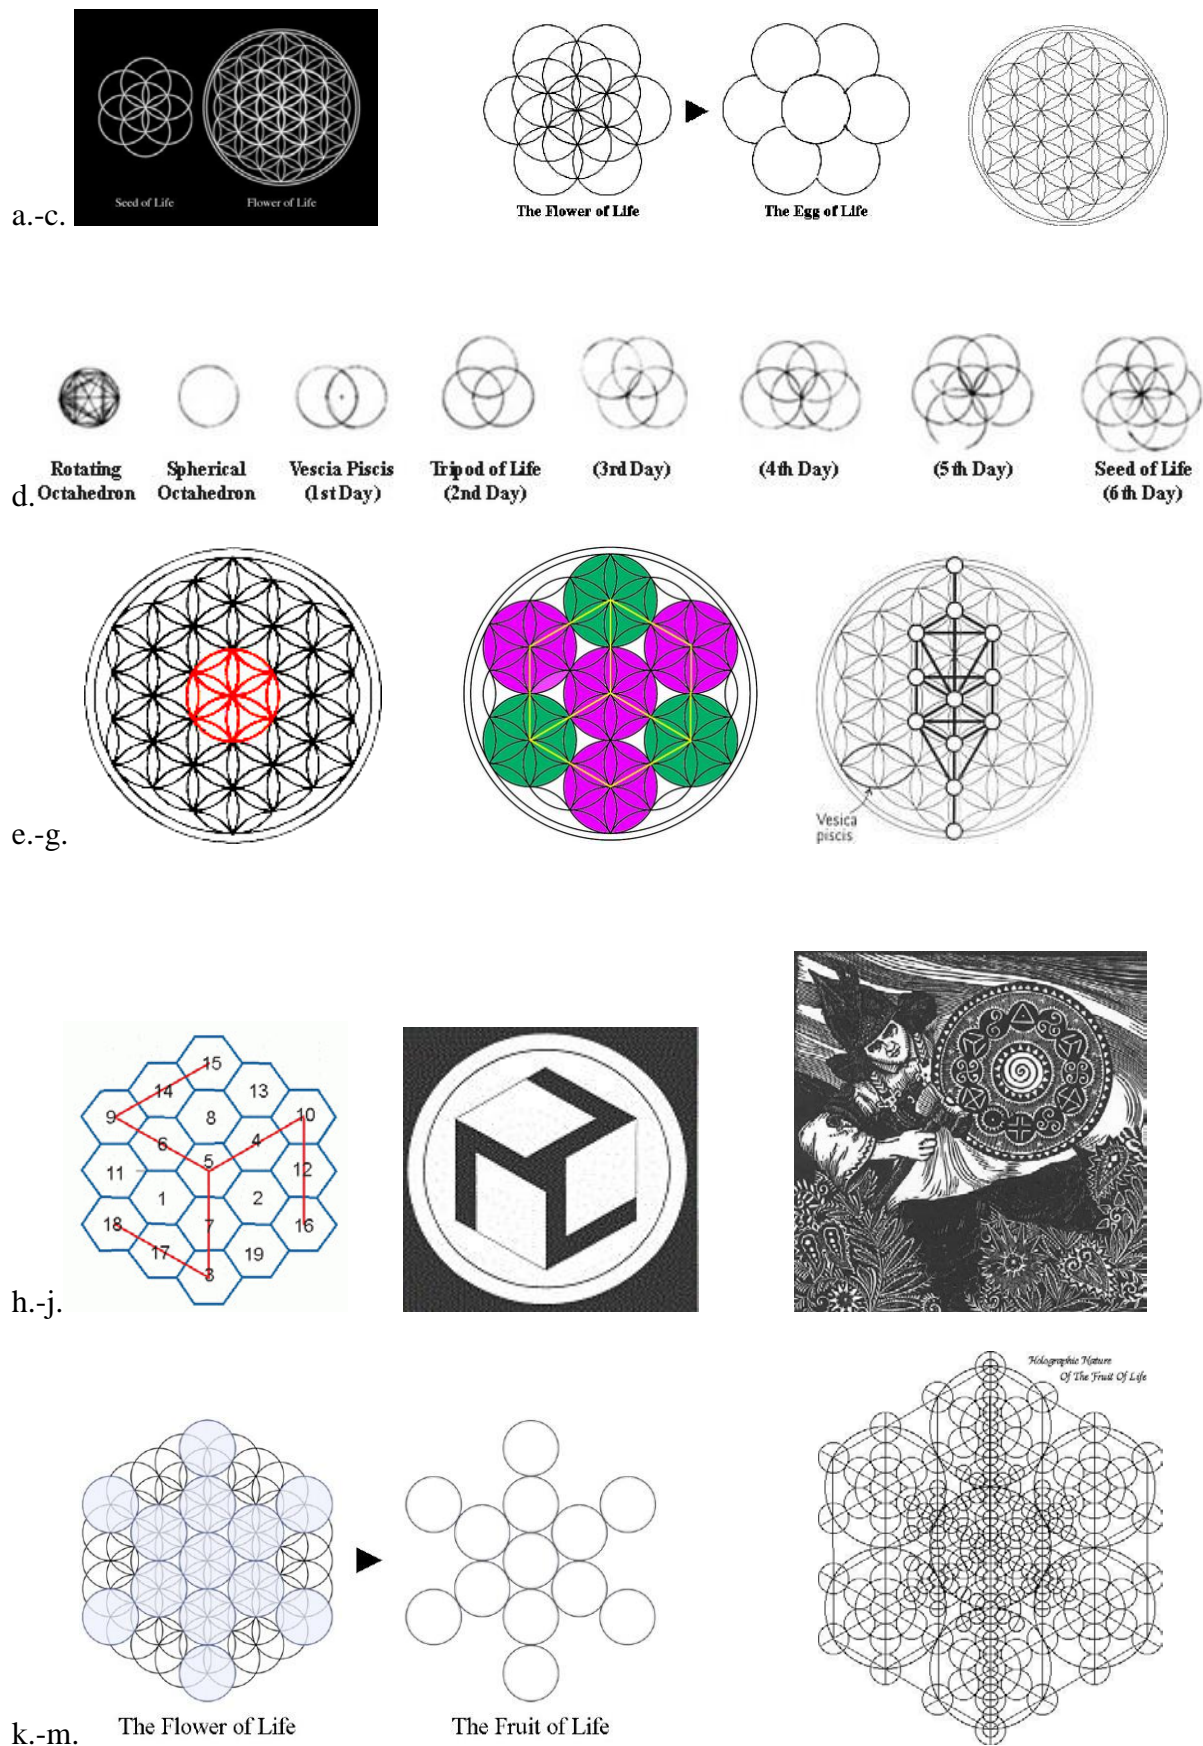 Seed of Life
Flower of Life
The Flower of Life
The Egg of Life
a.-c.
Rotating
Octahedron
Spherical
Octahedron
Vescia Piscis
(1st Day)
Tripod of Life
(2nd Day)
(3rd Day)
(4th Day)
(5th Day)
Seed of Life
(6th Day)
d.
Vesica
piscis
e.-g.
15
14
13
9
8
10
6
4
5
11
12
1
2
18
7
16
17
19
3
h.-j.
Holographic Nature
Of The Fruit Of Life
k.-m.
The Flower of Life
The Fruit of Life